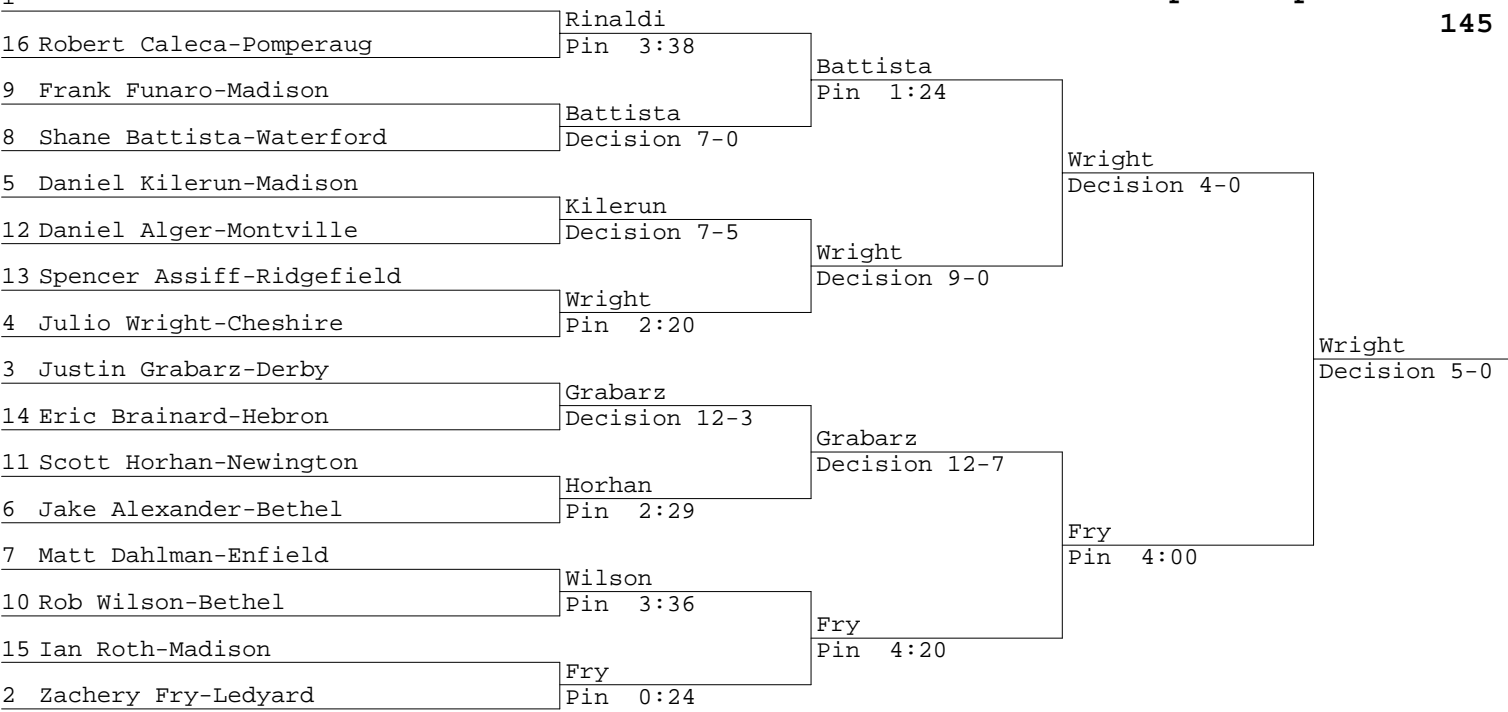 145
Rinaldi
16 Robert Caleca-Pomperaug
Pin 3:38
Battista
9 Frank Funaro-Madison
Pin 1:24
Battista
8 Shane Battista-Waterford
Decision 7-0
Wright
5 Daniel Kilerun-Madison
Decision 4-0
Kilerun
12 Daniel Alger-Montville
Decision 7-5
Wright
13 Spencer Assiff-Ridgefield
Decision 9-0
Wright
4 Julio Wright-Cheshire
Pin 2:20
Wright
3 Justin Grabarz-Derby
Decision 5-0
Grabarz
14 Eric Brainard-Hebron
Decision 12-3
Grabarz
11 Scott Horhan-Newington
Decision 12-7
Horhan
6 Jake Alexander-Bethel
Pin 2:29
Fry
7 Matt Dahlman-Enfield
Pin 4:00
Wilson
10 Rob Wilson-Bethel
Pin 3:36
Fry
15 Ian Roth-Madison
Pin 4:20
Fry
2 Zachery Fry-Ledyard
Pin 0:24